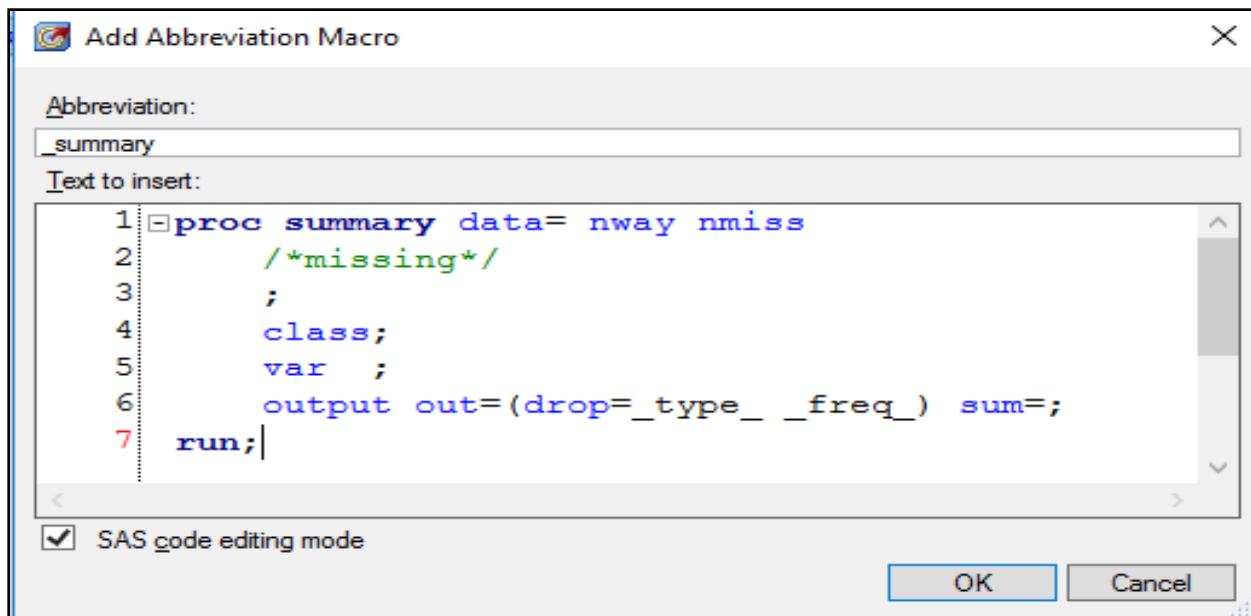 Add Abbreviation Macro
Abbreviation:
_summary
Text to insert:
1 proc summary data= nway nmiss
2 /*missing*/
3 ;
4 class;
5 var  ;
6 output out=(drop=_type_ _freq_) sum=;
7 run;
SAS code editing mode
OK Cancel